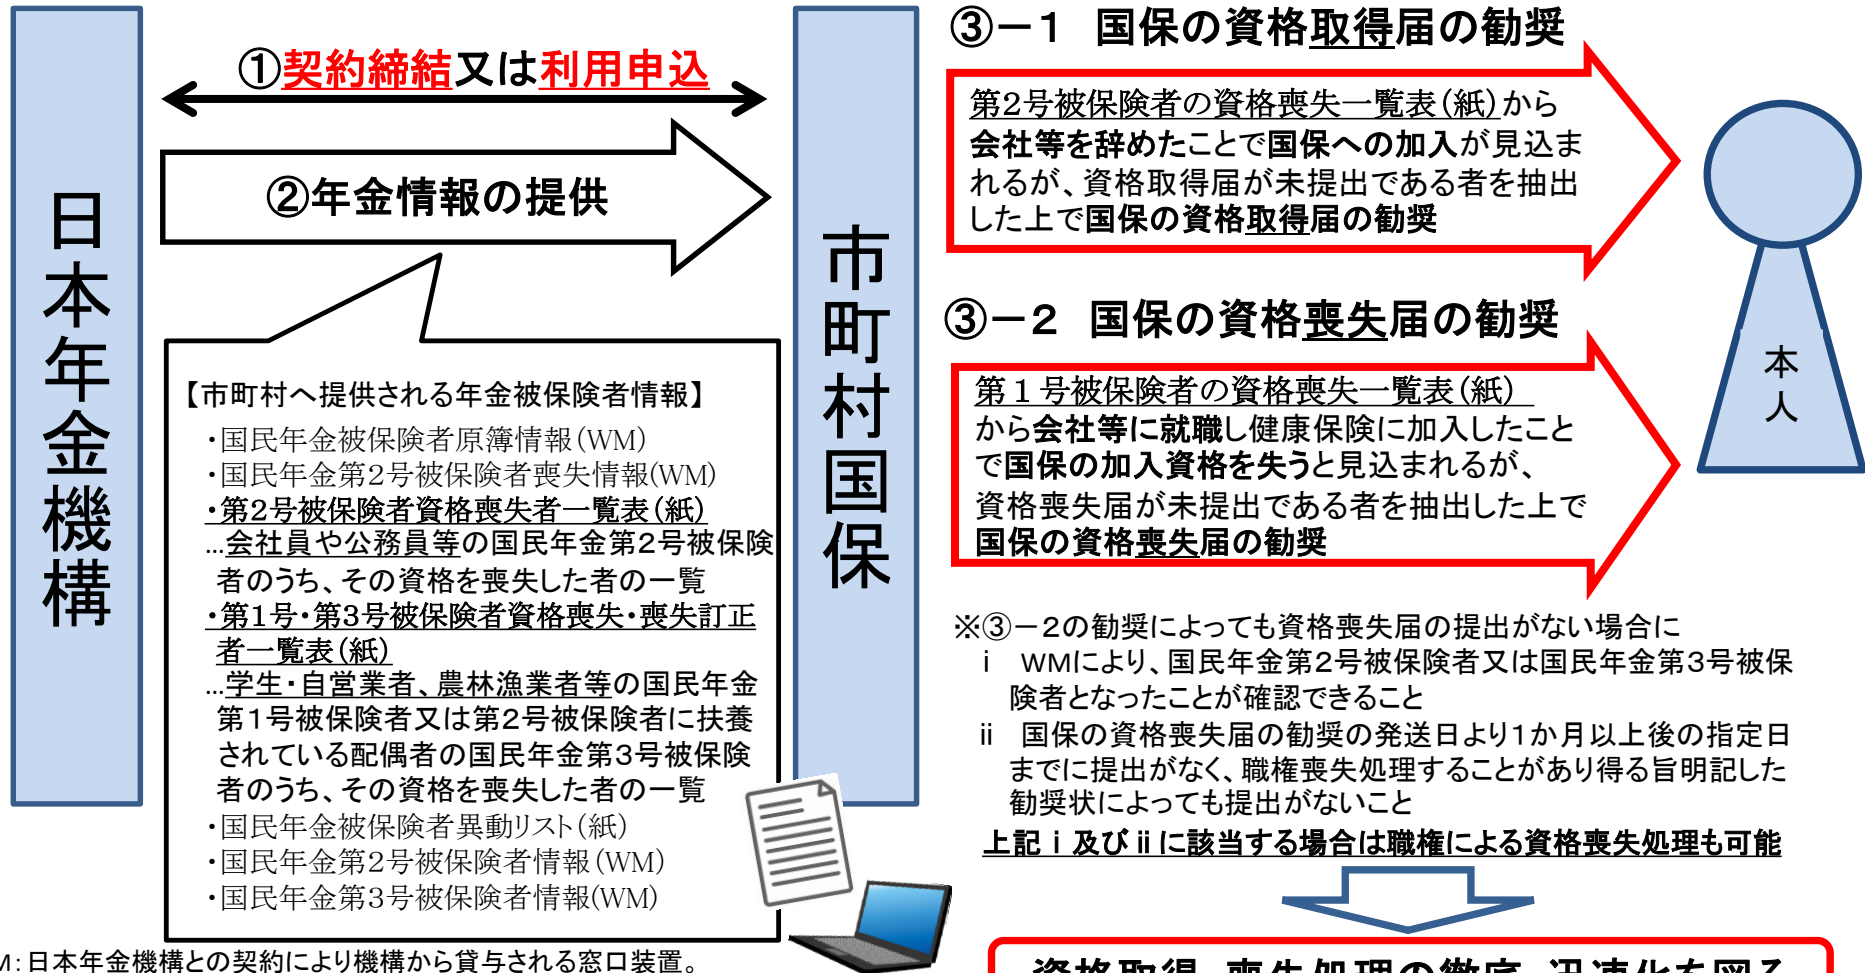 日本年金機構
①契約締結又は利用申込
②年金情報の提供
【市町村へ提供される年金被保険者情報】
・国民年金被保険者原簿情報(WM)
・国民年金第2号被保険者喪失情報(WM)
・第2号被保険者資格喪失者一覧表(紙)
…会社員や公務員等の国民年金第2号被保険
者のうち、その資格を喪失した者の一覧
・第1号・第3号被保険者資格喪失・喪失訂正
者一覧表(紙)
…学生・自営業者、農林漁業者等の国民年金
第1号被保険者又は第2号被保険者に扶養
されている配偶者の国民年金第3号被保険
者のうち、その資格を喪失した者の一覧
・国民年金被保険者異動リスト(紙)
・国民年金第2号被保険者情報(WM)
・国民年金第3号被保険者情報(WM)
M:日本年金機構との契約により機構から貸与される窓口装置。
市町村国保
③－1 国保の資格取得届の勧奨
第2号被保険者の資格喪失一覧表(紙)から
会社等を辞めたことで国保への加入が見込ま
れるが、資格取得届が未提出である者を抽出
した上で国保の資格取得届の勧奨
③－2 国保の資格喪失届の勧奨
第1号被保険者の資格喪失一覧表(紙)
から会社等に就職し健康保険に加入したこと
で国保の加入資格を失うと見込まれるが、
資格喪失届が未提出である者を抽出した上で
国保の資格喪失届の勧奨
本人
※③－2の勧奨によっても資格喪失届の提出がない場合に
ⅰ WMにより、国民年金第2号被保険者又は国民年金第3号被保
険者となったことが確認できること
ⅱ 国保の資格喪失届の勧奨の発送日より1か月以上後の指定日
までに提出がなく、職権喪失処理することがあり得る旨明記した
勧奨状によっても提出がないこと
上記ⅰ及びⅱに該当する場合は職権による資格喪失処理も可能
資格取得・喪失処理の徹底・迅速化を図る